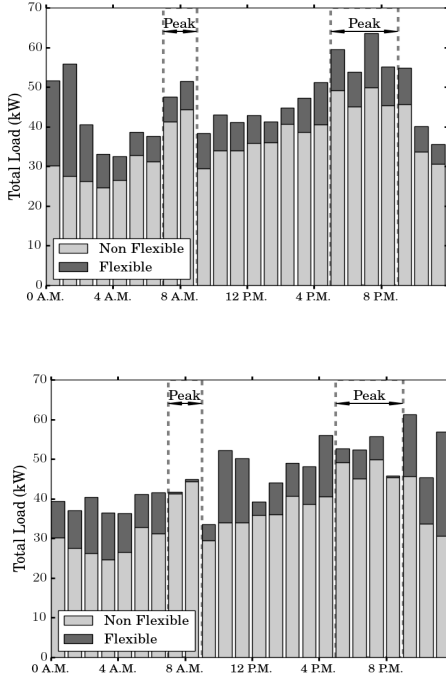 70
60
50
40
30
20
10
0
Total Load (kW)
Peak
Peak
Non Flexible
Flexible
0 A.M.
4 A.M.
8 A.M.
12 P.M.
4 P.M.
8 P.M.
70
60
50
40
30
20
10
0
Total Load (kW)
Peak
Peak
Non Flexible
Flexible
0 A.M.
4 A.M.
8 A.M.
12 P.M.
4 P.M.
8 P.M.